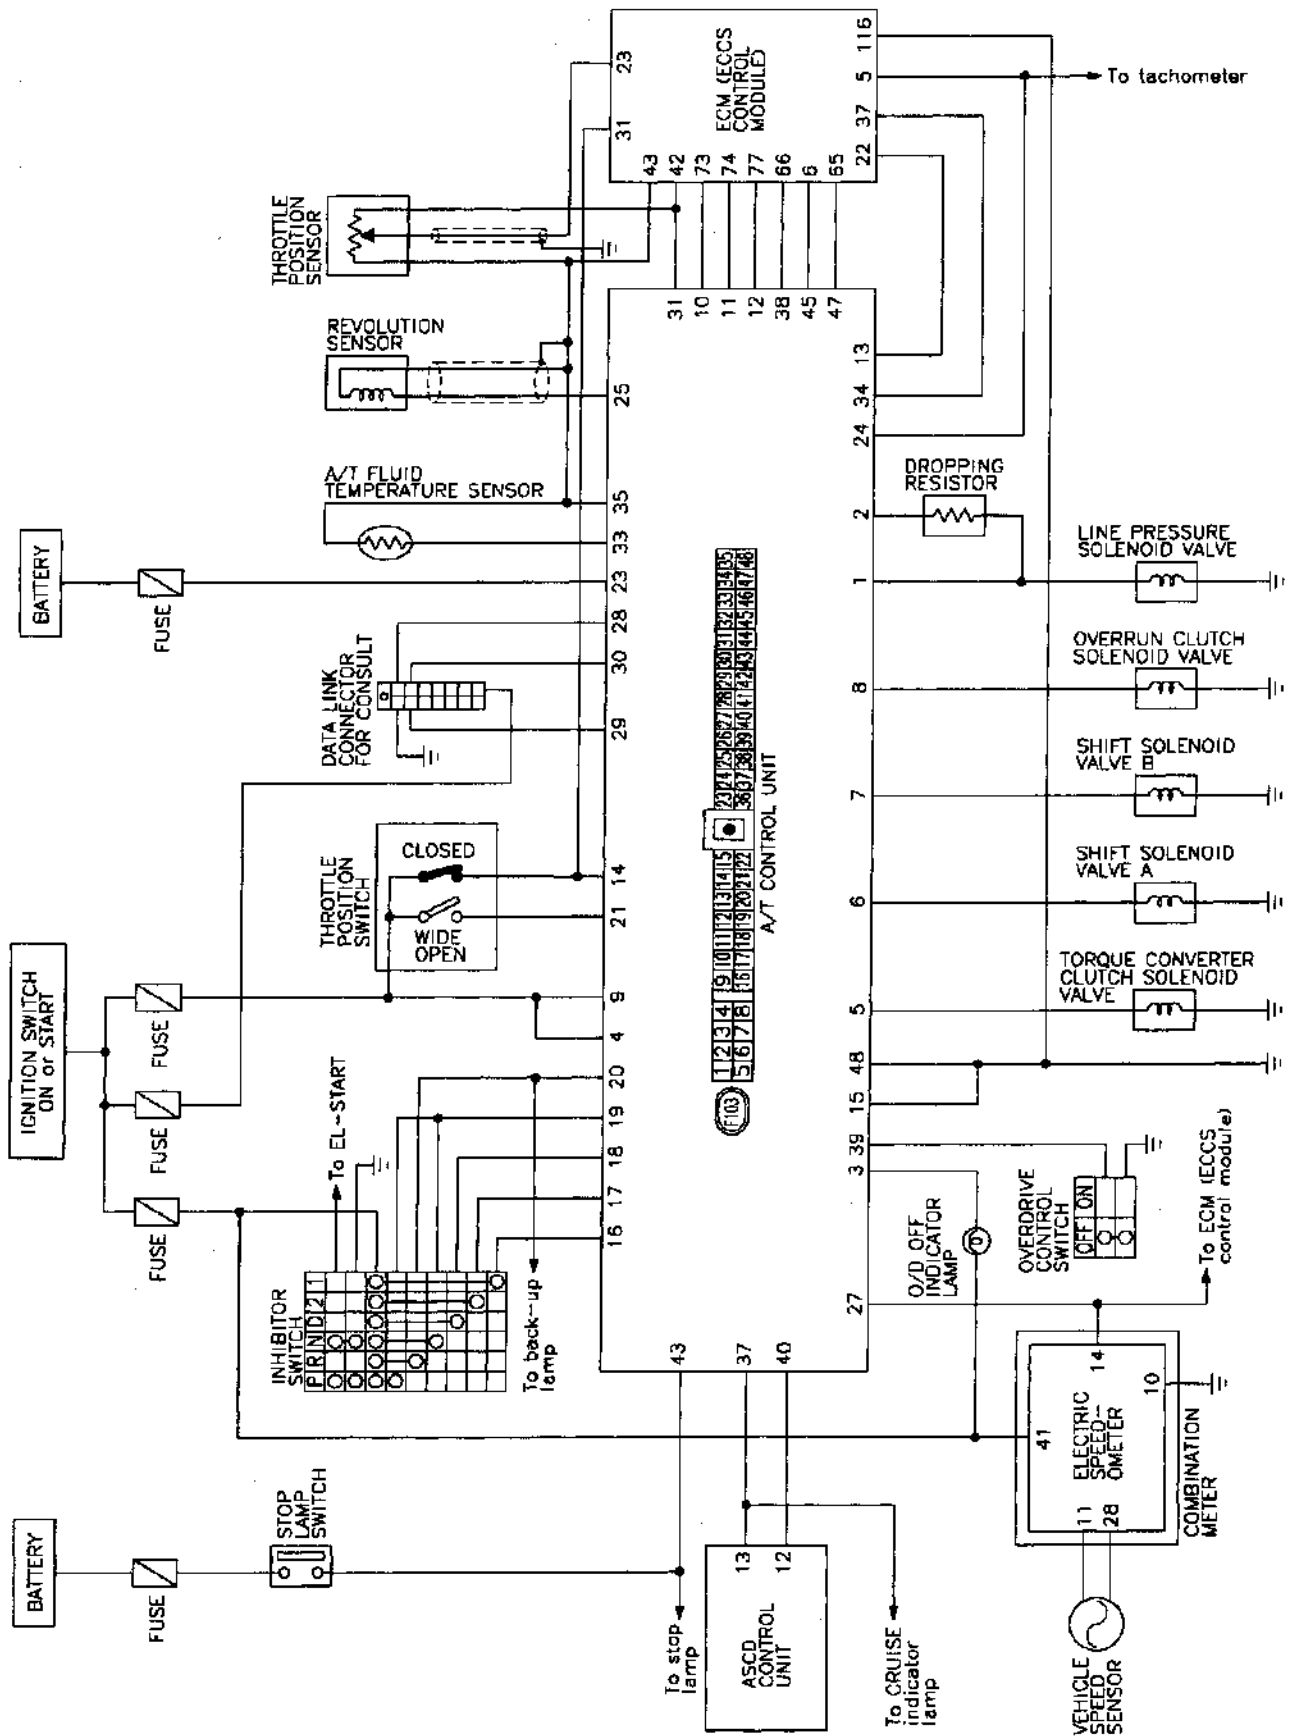 BATTERY
FUSE
STOP
LAMP
SWITCH
To stop
lamp
ASCD
CONTROL
UNIT
13
12
To CRUISE
indicator
lamp
IGNITION SWITCH
ON or START
FUSE
FUSE
FUSE
INHIBITOR
SWITCH
P R N D 2 1
To EL-START
To back-up
lamp
BATTERY
FUSE
THROTTLE
POSITION
SWITCH
CLOSED
WIDE
OPEN
DATA LINK
CONNECTOR
FOR CONSULT
A/T FLUID
TEMPERATURE SENSOR
REVOLUTION
SENSOR
THROTTLE
POSITION
SENSOR
43
37
40
16
17
18
19
20
4
9
21
14
29
30
28
23
33
35
25
31
10
11
12
38
45
47
A/T CONTROL UNIT
F103
1 2 3 4 9 10 11 12 13 14 15 23 24 25 26 27 28 29 30 31 32 33 34 35
5 6 7 8 16 17 18 19 20 21 22 36 37 38 39 40 41 42 43 44 45 46 47 48
31
23
ECM (ECCS
CONTROL
MODULE)
43
42
73
74
77
66
6
65
116
5
37
22
To tachometer
13
34
24
2
1
8
7
6
5
48
15
39
3
27
DROPPING
RESISTOR
LINE PRESSURE
SOLENOID VALVE
OVERRUN CLUTCH
SOLENOID VALVE
SHIFT SOLENOID
VALVE B
SHIFT SOLENOID
VALVE A
TORQUE CONVERTER
CLUTCH SOLENOID
VALVE
OVERDRIVE
CONTROL
SWITCH
OFF ON
O/D OFF
INDICATOR
LAMP
To ECM (ECCS
control module)
14
10
41
11
28
ELECTRIC
SPEED-
OMETER
COMBINATION
METER
VEHICLE
SPEED
SENSOR